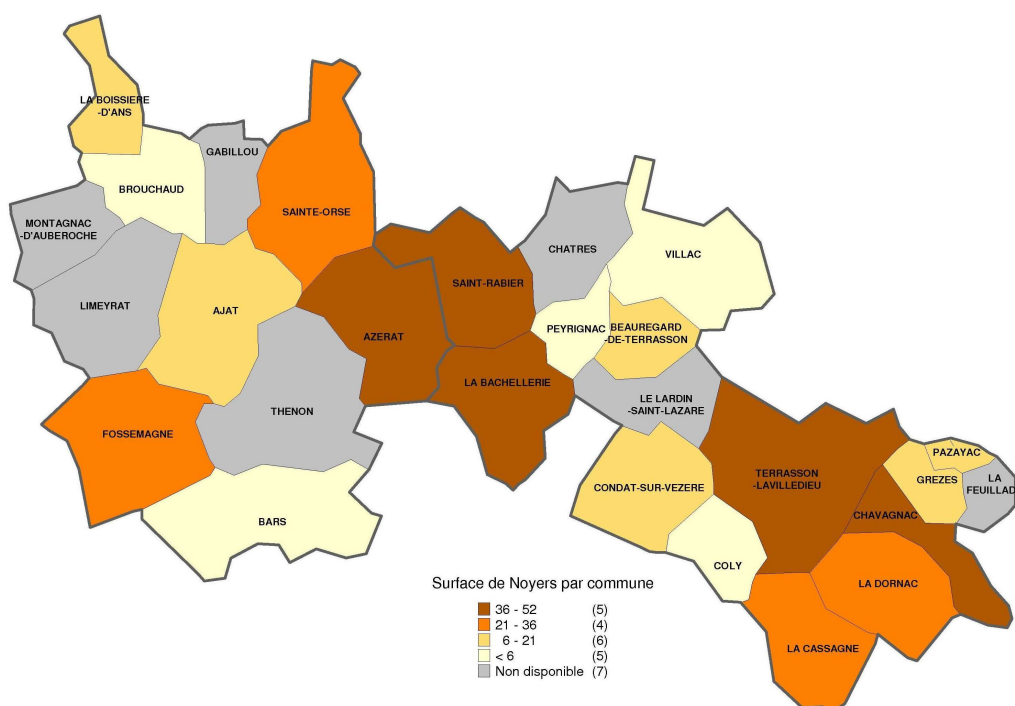 LA BOISSIERE
-D'ANS
GABILLOU
BROUCHAUD
SAINTE-ORSE
MONTAGNAC
-D'AUBEROCHE
CHATRES
VILLAC
SAINT-RABIER
LIMEYRAT
AJAT
AZERAT
PEYRIGNAC
BEAUREGARD
-DE-TERRASSON
LA BACHELLERIE
THENON
LE LARDIN
-SAINT-LAZARE
FOSSEMAGNE
PAZAYAC
TERRASSON
-LAVILLEDIEU
CONDAT-SUR-VEZERE
GREZES
LA
FEUILLAD
CHAVAGNAC
BARS
COLY
LA DORNAC
LA CASSAGNE
Surface de Noyers par commune
36 - 52 (5)
21 - 36 (4)
6 - 21 (6)
< 6 (5)
Non disponible (7)